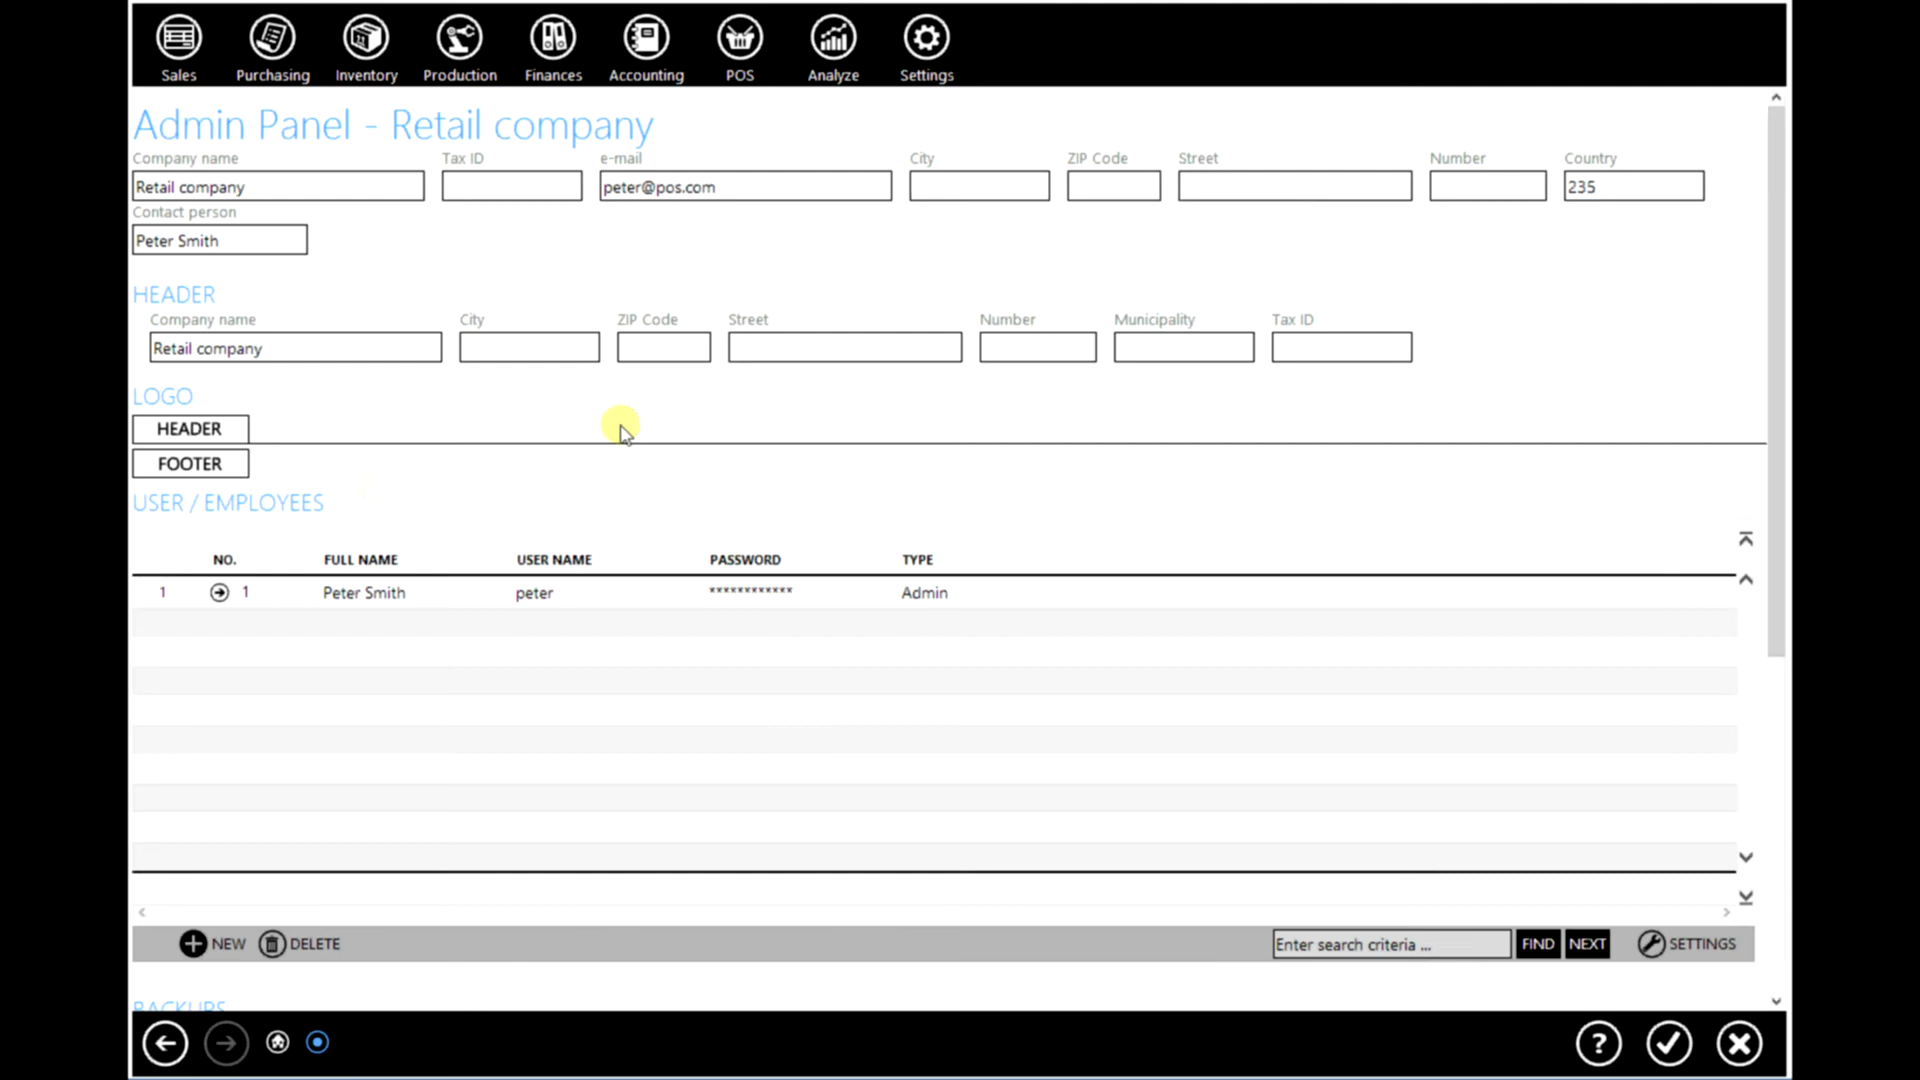 Sales Purchasing Inventory Production Finances Accounting POS Analyze Settings
Admin Panel - Retail company
Company name Tax ID e-mail City ZIP Code Street Number Country
Retail company peter@pos.com 235
Contact person
Peter Smith
HEADER
Company name City ZIP Code Street Number Municipality Tax ID
Retail company
LOGO
HEADER
FOOTER
USER / EMPLOYEES
NO. FULL NAME USER NAME PASSWORD TYPE
1 1 Peter Smith peter ************ Admin
NEW DELETE Enter search criteria ... FIND NEXT SETTINGS
BACKUPS